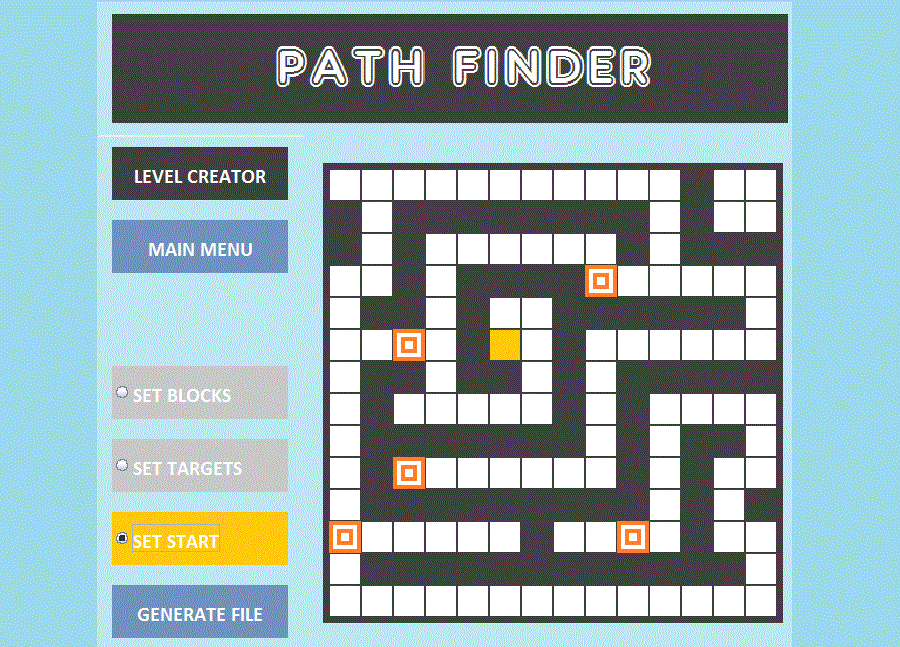 PATH FINDER
LEVEL CREATOR
MAIN MENU
SET BLOCKS
SET TARGETS
SET START
GENERATE FILE